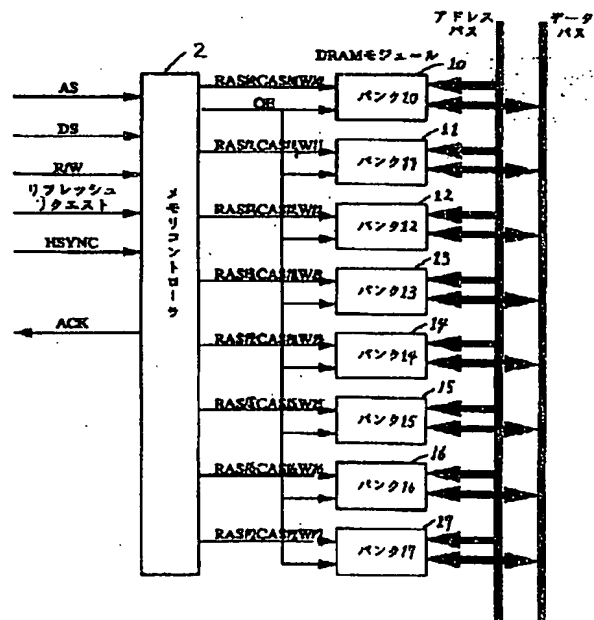 アドレス
バス
データ
バス
2
DRAMモジュール
10
AS
DS
R/W
リフレッシュ
リクエスト
HSYNC
ACK
メモリコントローラ
OE
バンク10
11
バンク11
12
バンク12
13
バンク13
14
バンク14
15
バンク15
16
バンク16
17
バンク17